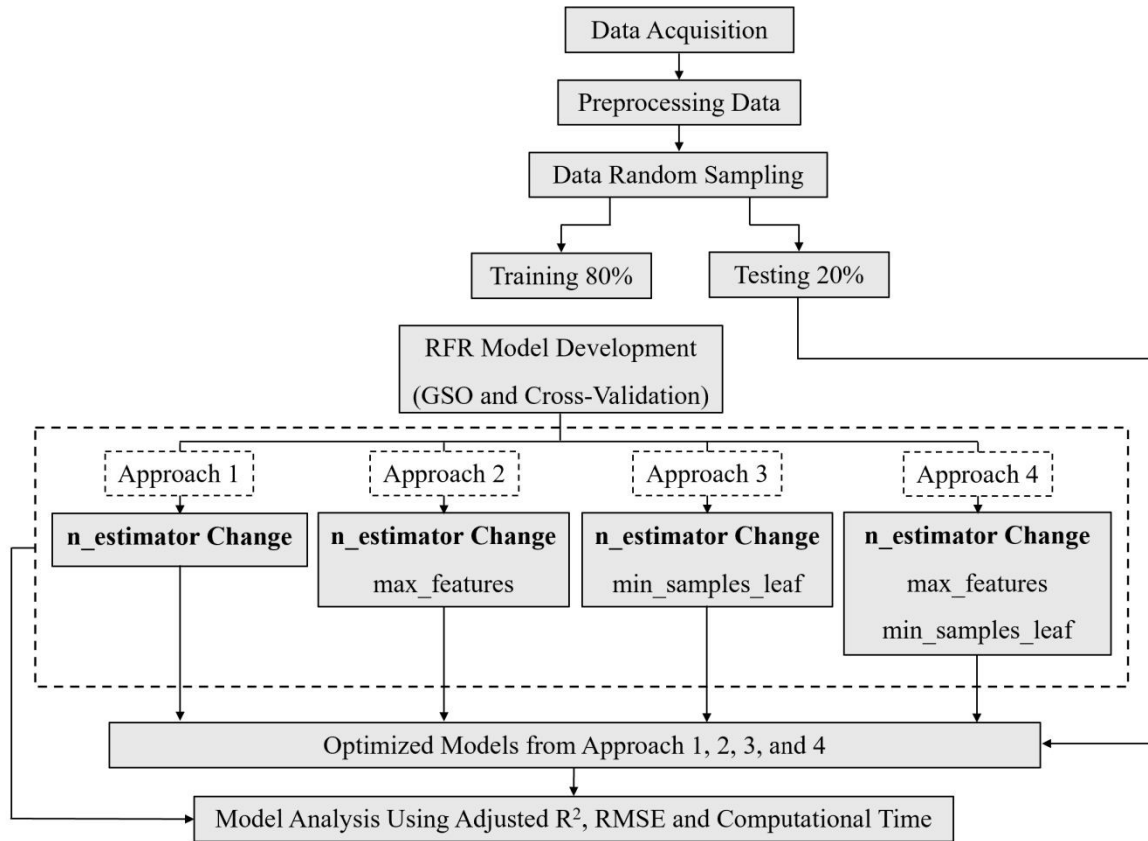 Data Acquisition
Preprocessing Data
Data Random Sampling
Training 80%
Testing 20%
RFR Model Development
(GSO and Cross-Validation)
Approach 1
Approach 2
Approach 3
Approach 4
n_estimator Change
n_estimator Change
max_features
n_estimator Change
min_samples_leaf
n_estimator Change
max_features
min_samples_leaf
Optimized Models from Approach 1, 2, 3, and 4
Model Analysis Using Adjusted R², RMSE and Computational Time